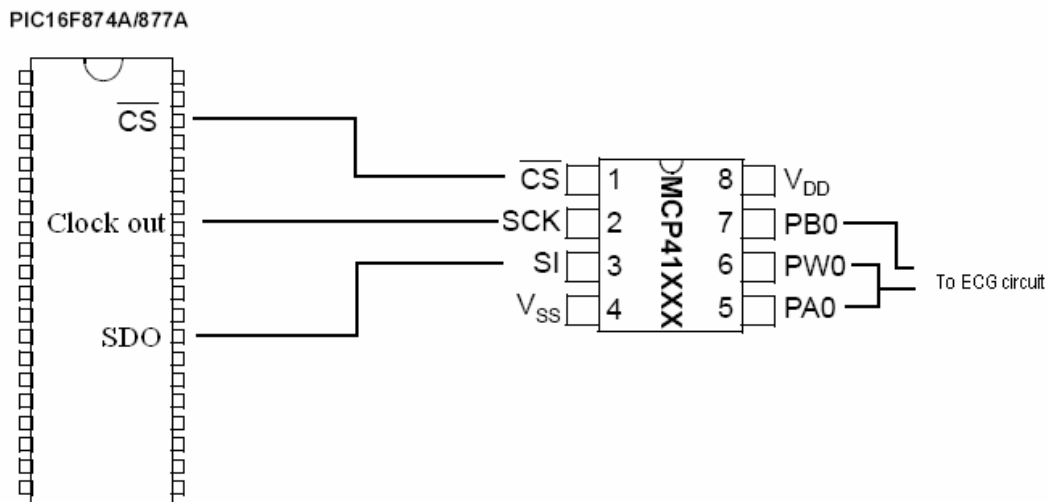 PIC16F874A/877A
CS
Clock out
SDO
CS 1
SCK 2
SI 3
VSS 4
MCP41XXX
8 VDD
7 PB0
6 PW0
5 PA0
To ECG circuit